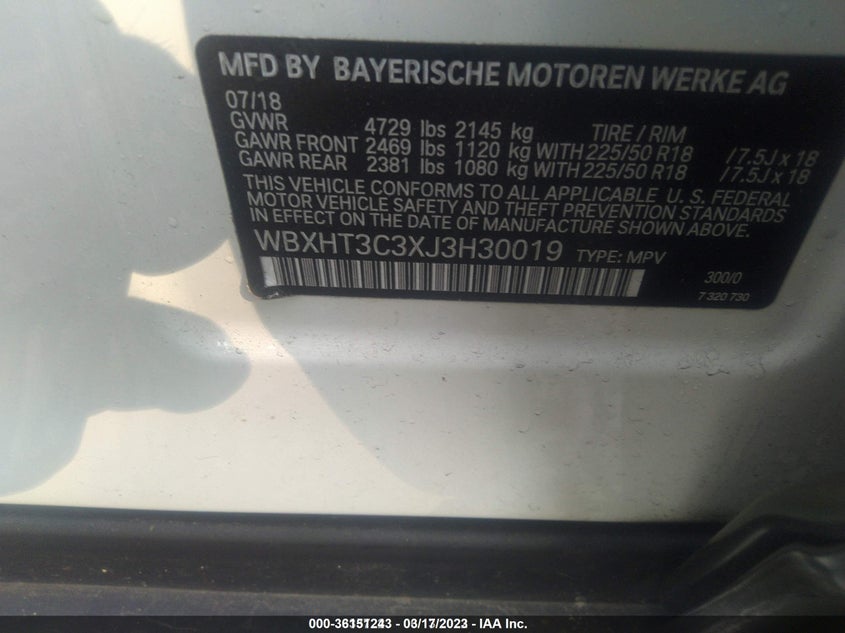 MFD BY BAYERISCHE MOTOREN WERKE AG
07/18
GVWR 4729 lbs 2145 kg TIRE / RIM
GAWR FRONT 2469 lbs 1120 kg WITH 225/50 R18 / 7.5J x 18
GAWR REAR 2381 lbs 1080 kg WITH 225/50 R18 / 7.5J x 18
THIS VEHICLE CONFORMS TO ALL APPLICABLE U. S. FEDERAL
MOTOR VEHICLE SAFETY AND THEFT PREVENTION STANDARDS
IN EFFECT ON THE DATE OF MANUFACTURE SHOWN ABOVE
WBXHT3C3XJ3H30019 TYPE: MPV
300/0
7 320 730
000-36151243 - 08/17/2023 - IAA Inc.